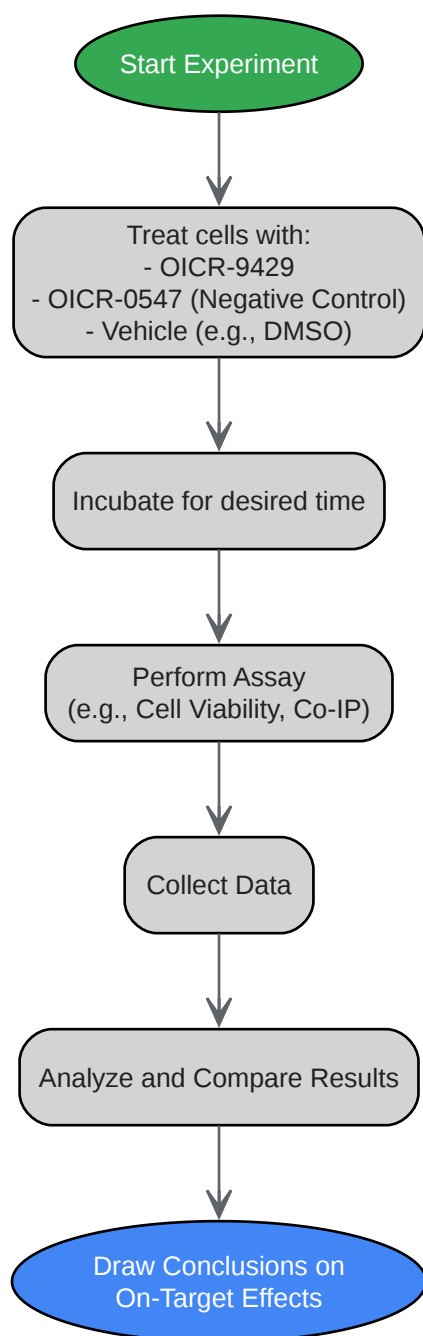 Start Experiment
Treat cells with:
- OICR-9429
- OICR-0547 (Negative Control)
- Vehicle (e.g., DMSO)
Incubate for desired time
Perform Assay
(e.g., Cell Viability, Co-IP)
Collect Data
Analyze and Compare Results
Draw Conclusions on
On-Target Effects